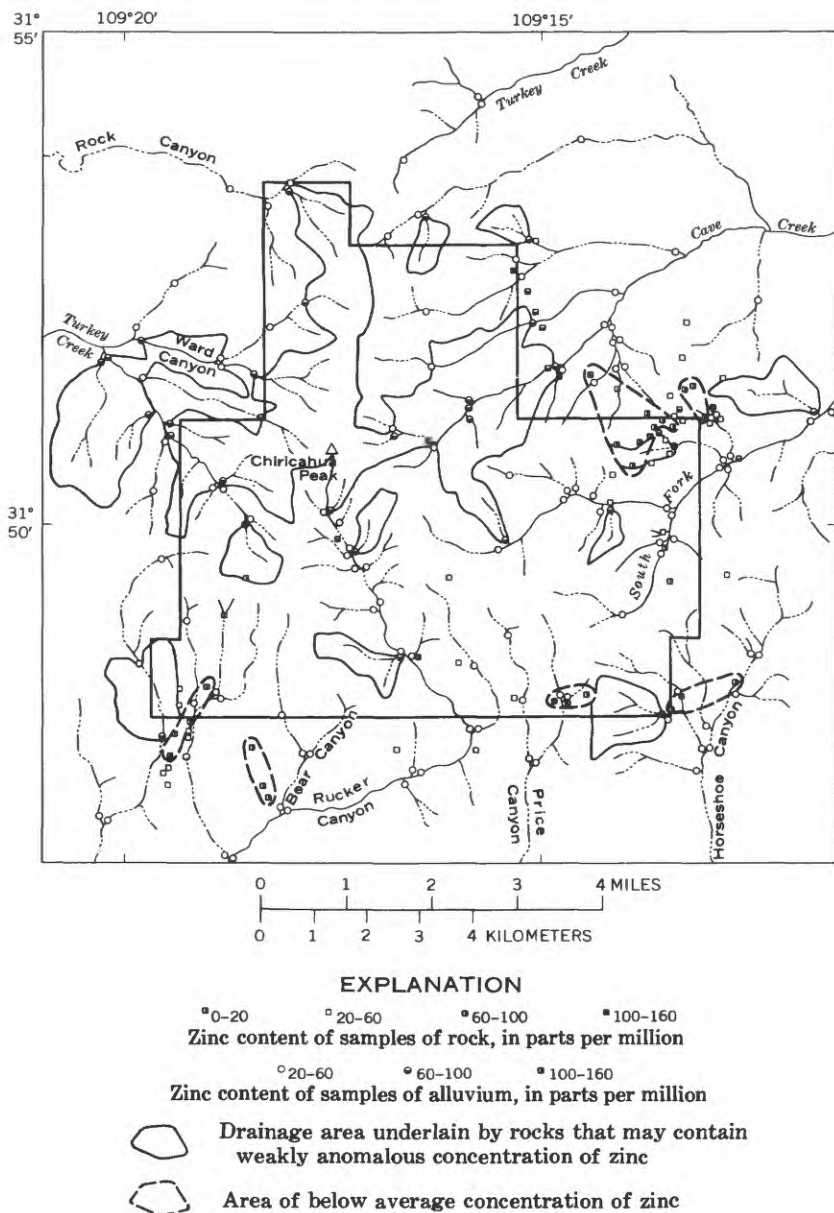 109°20'
109°15'
31°
55'
Turkey Creek
Rock Canyon
Cave Creek
Turkey
Creek
Ward
Canyon
Chiricahua
Peak
31°
50'
South Fork
Bear Canyon
Rucker
Canyon
Price
Canyon
Horseshoe Canyon
0 1 2 3 4 MILES
0 1 2 3 4 KILOMETERS
EXPLANATION
0-20 20-60 60-100 100-160
Zinc content of samples of rock, in parts per million
20-60 60-100 100-160
Zinc content of samples of alluvium, in parts per million
Drainage area underlain by rocks that may contain
weakly anomalous concentration of zinc
Area of below average concentration of zinc